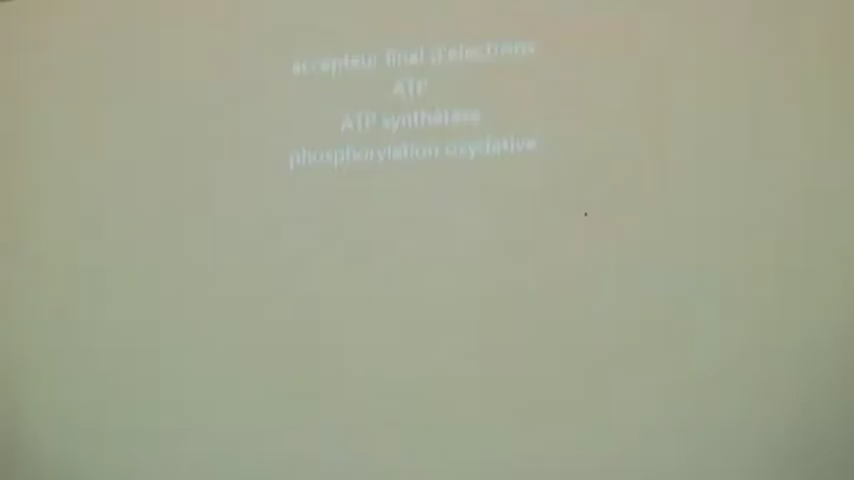 accepteur final d'électrons
ATP
ATP synthétase
phosphorylation oxydative